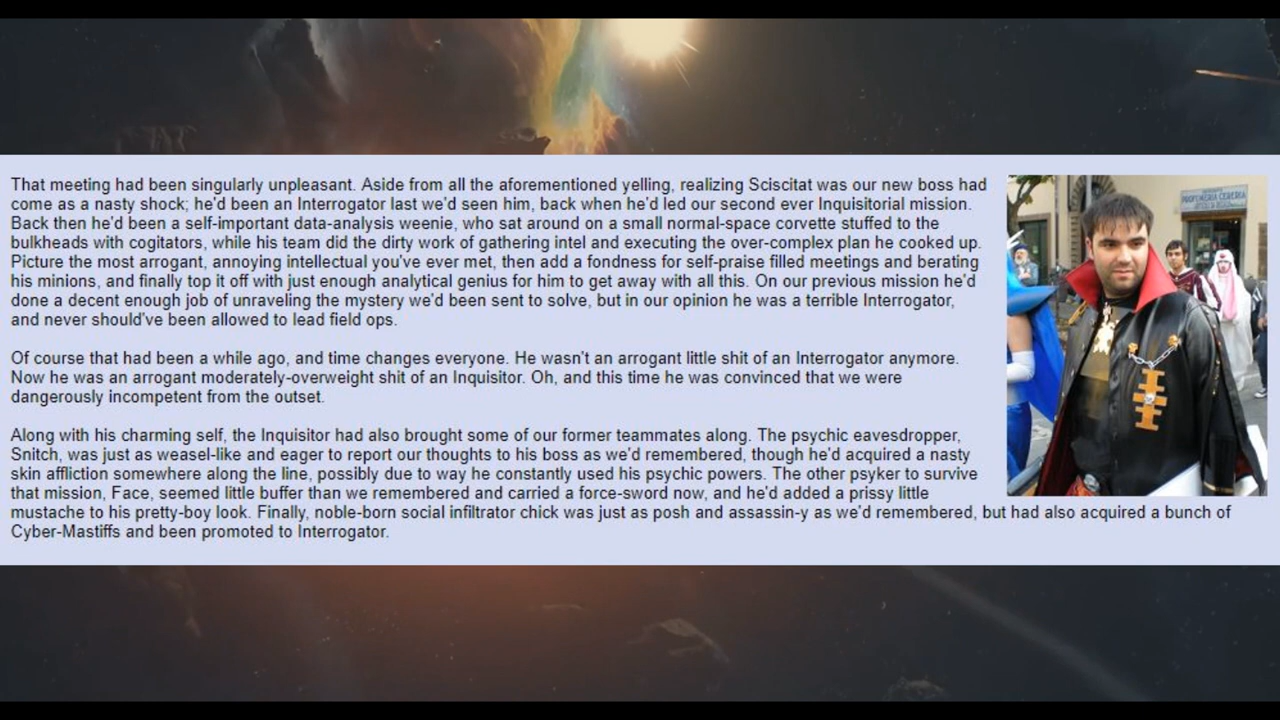 That meeting had been singularly unpleasant. Aside from all the aforementioned yelling, realizing Sciscitat was our new boss had
come as a nasty shock; he'd been an Interrogator last we'd seen him, back when he'd led our second ever Inquisitorial mission.
Back then he'd been a self-important data-analysis weenie, who sat around on a small normal-space corvette stuffed to the
bulkheads with cogitators, while his team did the dirty work of gathering intel and executing the over-complex plan he cooked up.
Picture the most arrogant, annoying intellectual you've ever met, then add a fondness for self-praise filled meetings and berating
his minions, and finally top it off with just enough analytical genius for him to get away with all this. On our previous mission he'd
done a decent enough job of unraveling the mystery we'd been sent to solve, but in our opinion he was a terrible Interrogator,
and never should've been allowed to lead field ops.
Of course that had been a while ago, and time changes everyone. He wasn't an arrogant little shit of an Interrogator anymore.
Now he was an arrogant moderately-overweight shit of an Inquisitor. Oh, and this time he was convinced that we were
dangerously incompetent from the outset.
Along with his charming self, the Inquisitor had also brought some of our former teammates along. The psychic eavesdropper,
Snitch, was just as weasel-like and eager to report our thoughts to his boss as we'd remembered, though he'd acquired a nasty
skin affliction somewhere along the line, possibly due to way he constantly used his psychic powers. The other psyker to survive
that mission, Face, seemed little buffer than we remembered and carried a force-sword now, and he'd added a prissy little
mustache to his pretty-boy look. Finally, noble-born social infiltrator chick was just as posh and assassin-y as we'd remembered, but had also acquired a bunch of
Cyber-Mastiffs and been promoted to Interrogator.